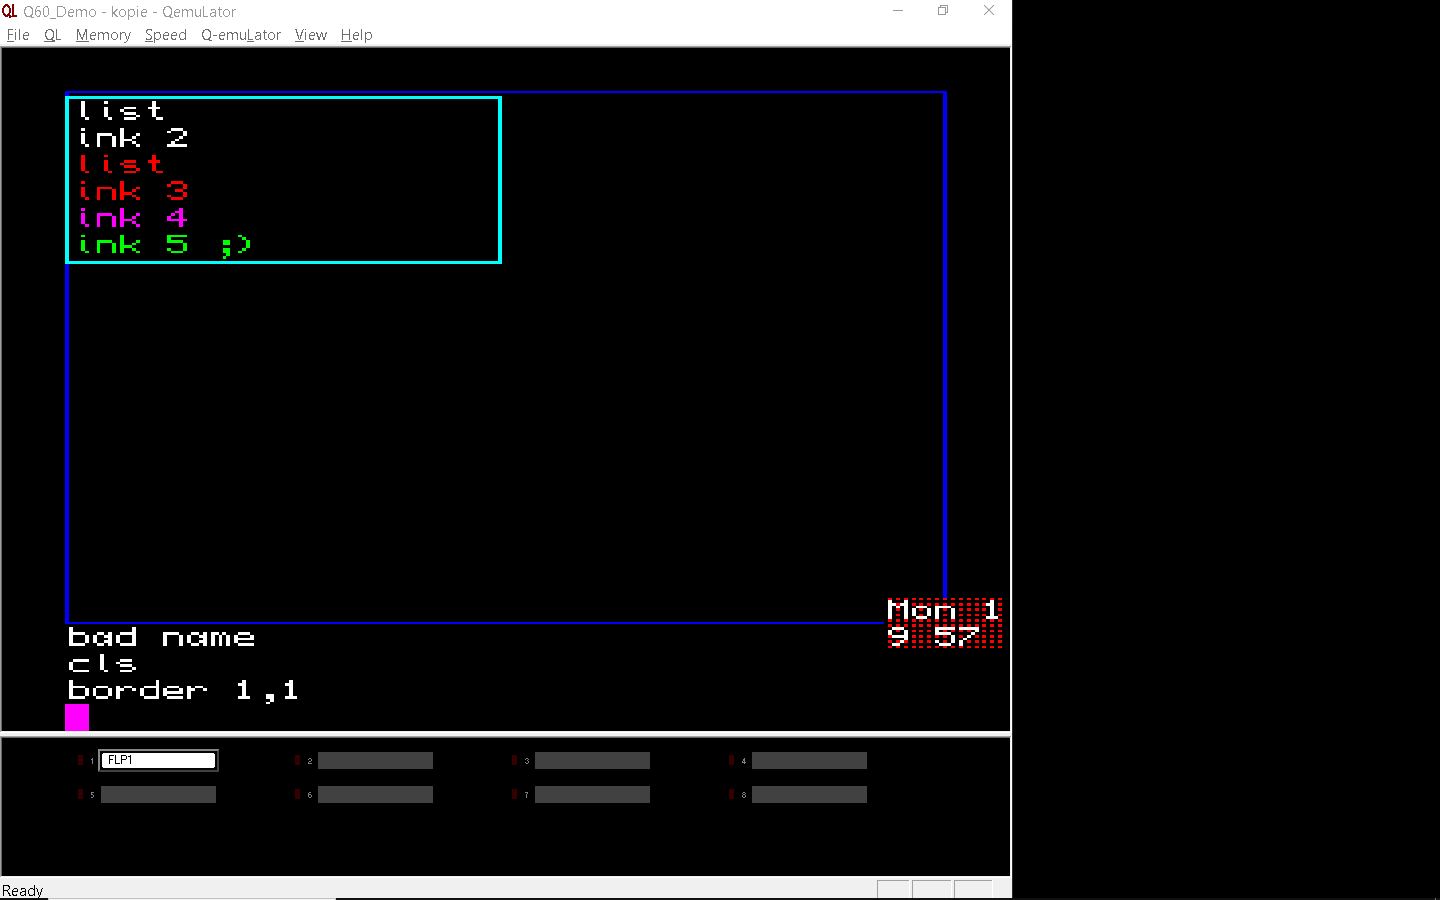 QL Q60_Demo - kopie - QemuLator
File QL Memory Speed Q-emuLator View Help
list
ink 2
list
ink 3
ink 4
ink 5 ;)
Mon 1
9 57
bad name
cls
border 1,1
1 FLP1 2 3 4
5 6 7 8
Ready